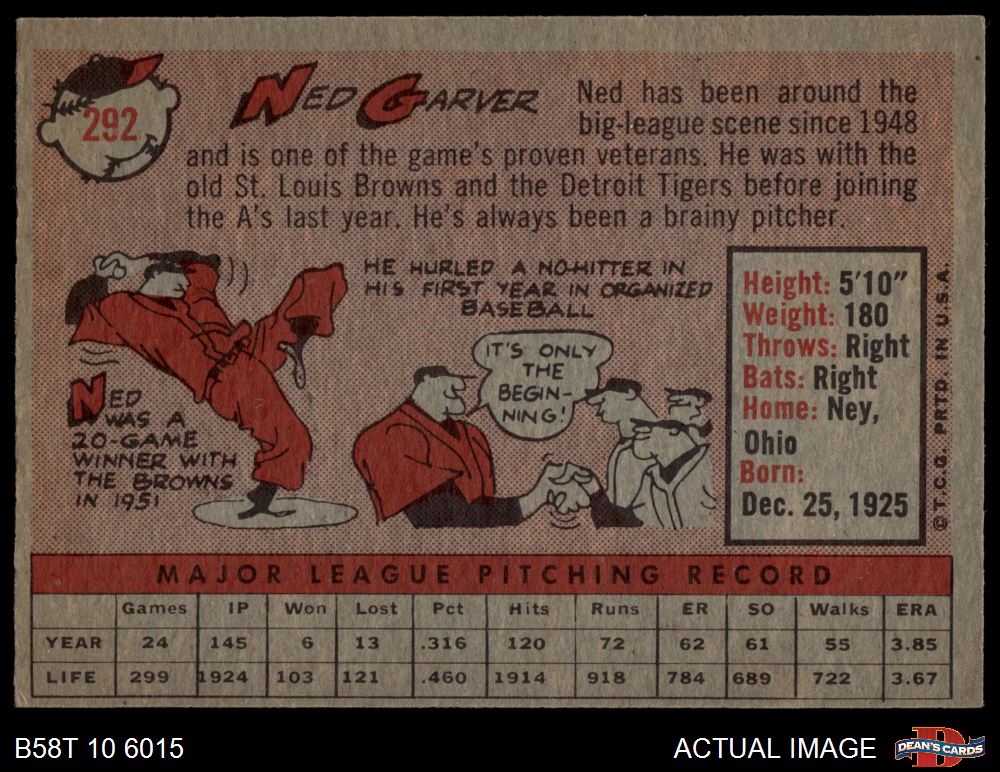 292
NED GARVER
Ned has been around the
big-league scene since 1948
and is one of the game's proven veterans. He was with the
old St. Louis Browns and the Detroit Tigers before joining
the A's last year. He's always been a brainy pitcher.
HE HURLED A NO-HITTER IN
HIS FIRST YEAR IN ORGANIZED
BASEBALL
IT'S ONLY
THE
BEGIN-
NING!
NED
WAS A
20-GAME
WINNER WITH
THE BROWNS
IN 1951
Height: 5'10"
Weight: 180
Throws: Right
Bats: Right
Home: Ney,
Ohio
Born:
Dec. 25, 1925
© T.C.G. PRTD. IN U.S.A.
MAJOR LEAGUE PITCHING RECORD
Games IP Won Lost Pct Hits Runs ER SO Walks ERA
YEAR 24 145 6 13 .316 120 72 62 61 55 3.85
LIFE 299 1924 103 121 .460 1914 918 784 689 722 3.67
B58T 10 6015
ACTUAL IMAGE
D
DEAN'S CARDS